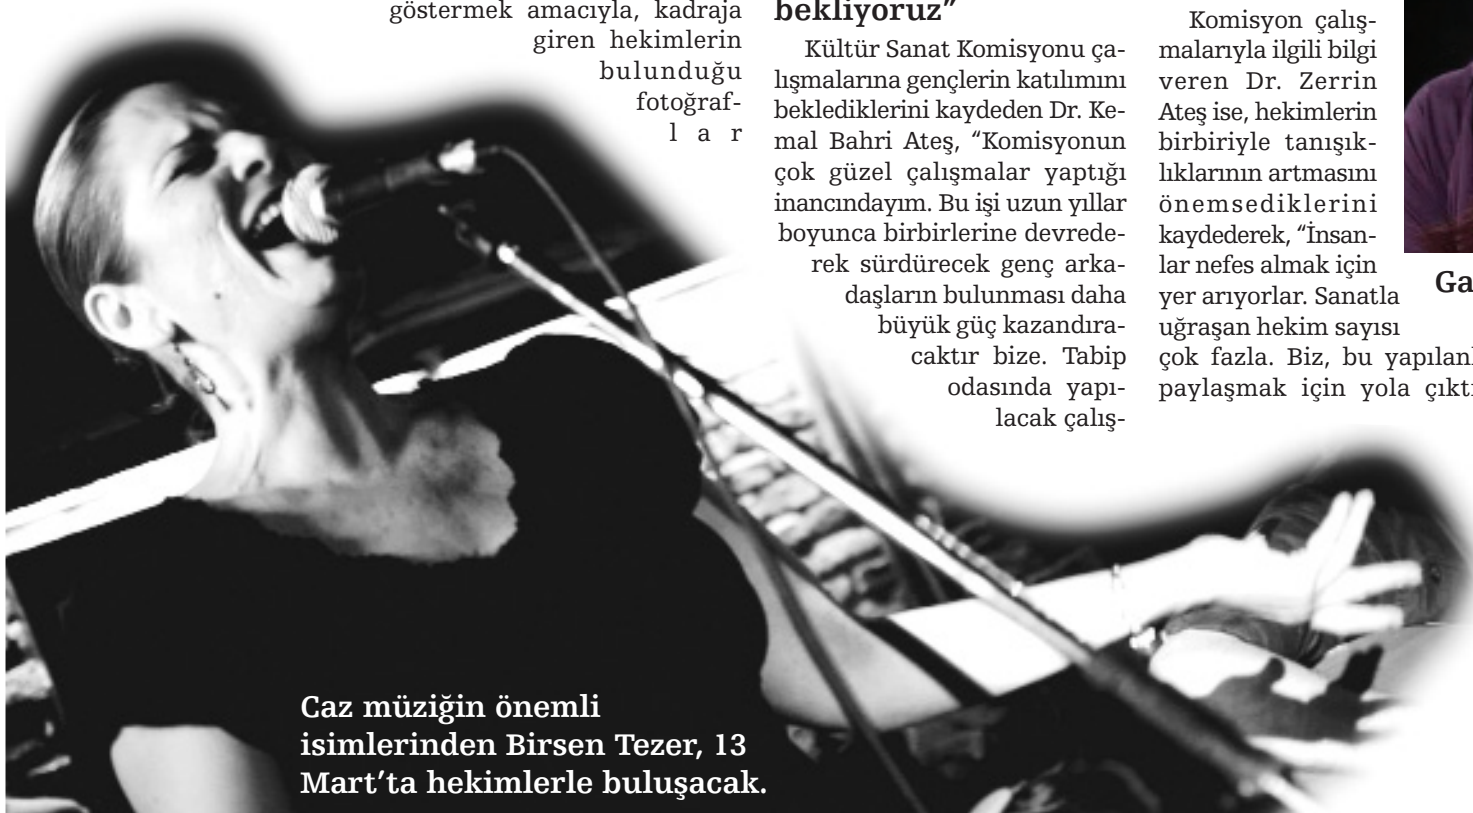 göstermek amacıyla, kadraja
giren hekimlerin
bulunduğu
fotoğraf-
lar
bekliyoruz”
Kültür Sanat Komisyonu ça-
lışmalarına gençlerin katılımını
beklediklerini kaydeden Dr. Ke-
mal Bahri Ateş, “Komisyonun
çok güzel çalışmalar yaptığı
inancındayım. Bu işi uzun yıllar
boyunca birbirlerine devrede-
rek sürdürecek genç arka-
daşların bulunması daha
büyük güç kazandıra-
caktır bize. Tabip
odasında yapı-
lacak çalış-
Komisyon çalış-
malarıyla ilgili bilgi
veren Dr. Zerrin
Ateş ise, hekimlerin
birbiriyle tanışık-
lıklarının artmasını
önemsediklerini
kaydederek, “İnsan-
lar nefes almak için
yer arıyorlar. Sanatla
uğraşan hekim sayısı
çok fazla. Biz, bu
paylaşmak için yola
Caz müziğin önemli
isimlerinden Birsen Tezer, 13
Mart’ta hekimlerle buluşacak.